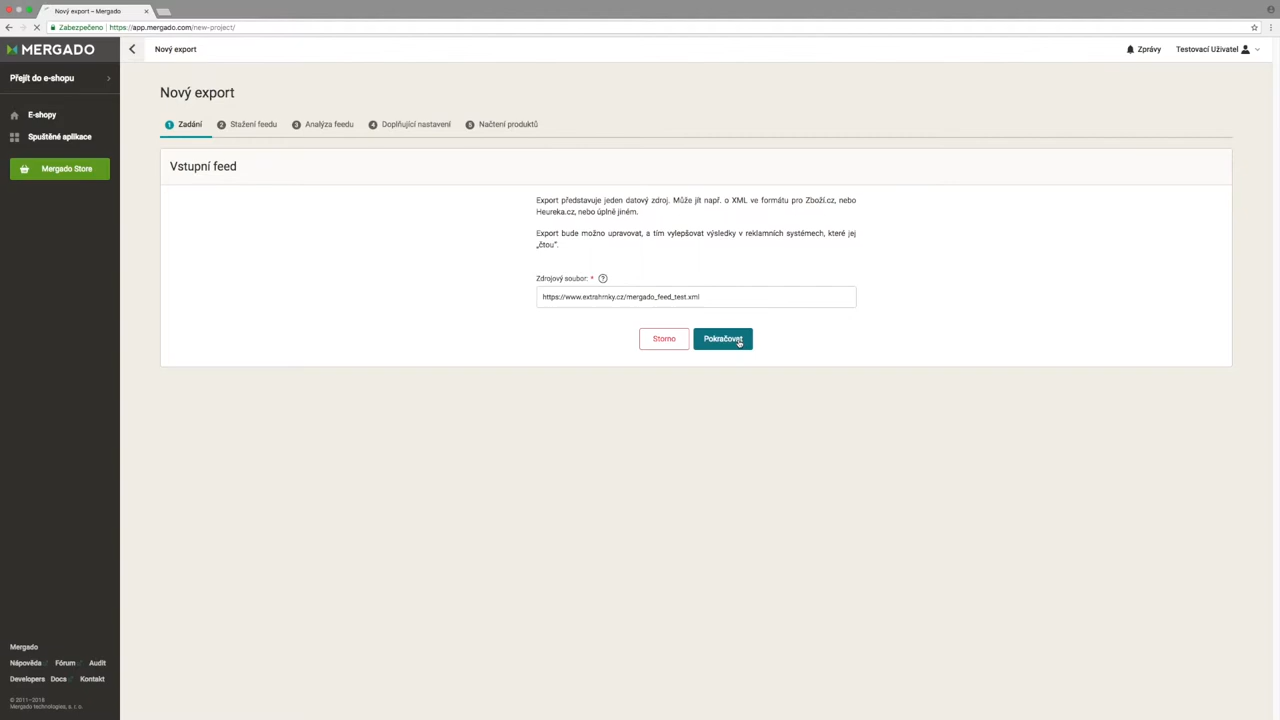 Nový export – Mergado
Zabezpečeno
https://app.mergado.com/new-project/
MERGADO
Nový export
Zprávy
Testovací Uživatel
Přejít do e-shopu
E-shopy
Spuštěné aplikace
Mergado Store
Nový export
1 Zadání
2 Stažení feedu
3 Analýza feedu
4 Doplňující nastavení
5 Načtení produktů
Vstupní feed
Export představuje jeden datový zdroj. Může jít např. o XML ve formátu pro Zboží.cz, nebo
Heureka.cz, nebo úplně jiném.
Export bude možno upravovat, a tím vylepšovat výsledky v reklamních systémech, které jej
„čtou“.
Zdrojový soubor: * ?
https://www.extrahrnky.cz/mergado_feed_test.xml
Storno
Pokračovat
Mergado
Nápověda Fórum Audit
Developers Docs Kontakt
© 2011–2018
Mergado technologies, s. r. o.